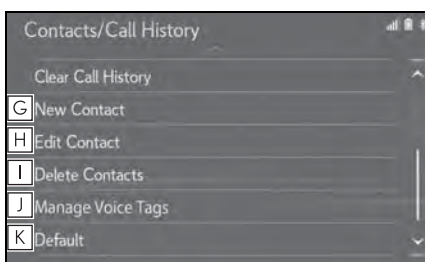 Contacts/Call History
Clear Call History
G New Contact
H Edit Contact
I Delete Contacts
J Manage Voice Tags
K Default